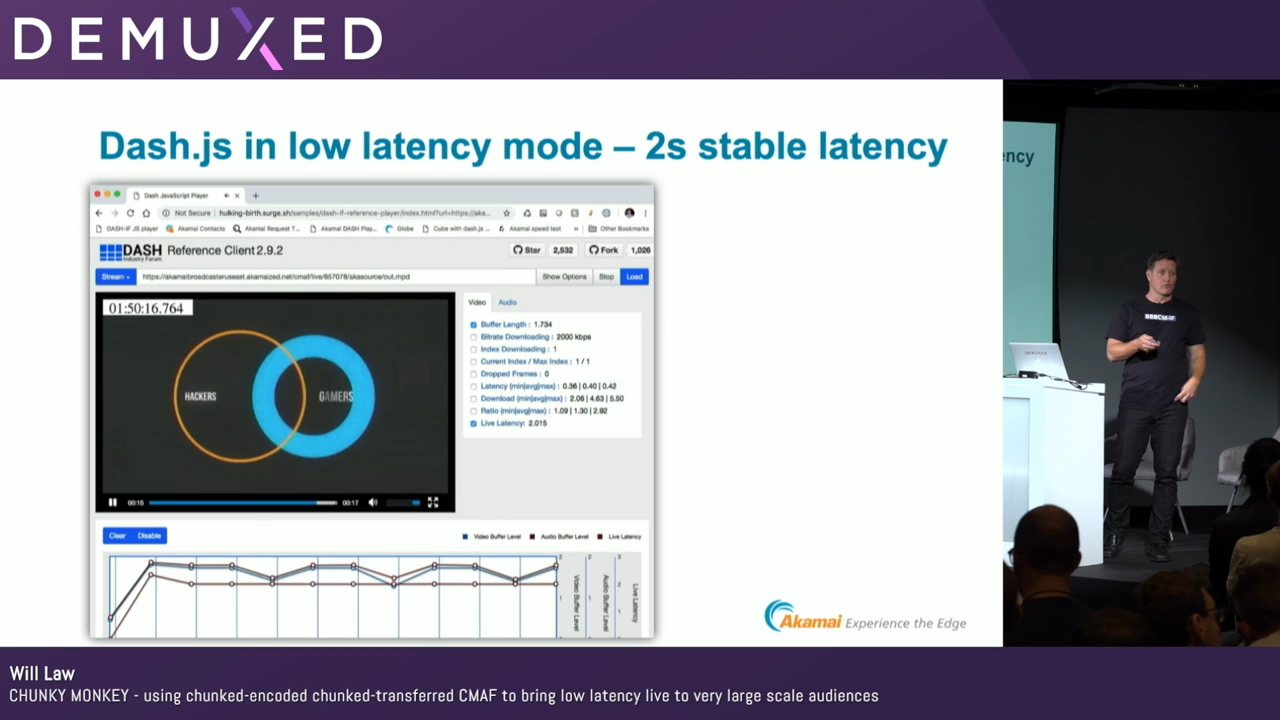 DEMUXED
Dash.js in low latency mode – 2s stable latency
Dash JavaScript Player
Not Secure | hulking-birth.surge.sh/samples/dash-if-reference-player/index.html?url=https://aka...
DASH-IF JS player Akamai Contacts Akamai Request T... Akamai DASH Play... Globe Cube with dash.js ... Akamai speed test » Other Bookmarks
DASH Reference Client 2.9.2 Star 2,532 Fork 1,026
Industry Forum
Stream https://akamaibroadcasteruseast.akamaized.net/cmaf/live/657078/akasource/out.mpd Show Options Stop Load
01:50:16.764
HACKERS GAMERS
00:15 00:17
Video Audio
Buffer Length : 1.734
Bitrate Downloading : 2000 kbps
Index Downloading : 1
Current Index / Max Index : 1 / 1
Dropped Frames : 0
Latency (min|avg|max) : 0.36 | 0.40 | 0.42
Download (min|avg|max) : 2.06 | 4.63 | 5.50
Ratio (min|avg|max) : 1.09 | 1.30 | 2.92
Live Latency: 2.015
Clear Disable
Video Buffer Level Audio Buffer Level Live Latency
Video Buffer Level
Audio Buffer Level
Live Latency
Akamai Experience the Edge
ncy
Will Law
CHUNKY MONKEY - using chunked-encoded chunked-transferred CMAF to bring low latency live to very large scale audiences